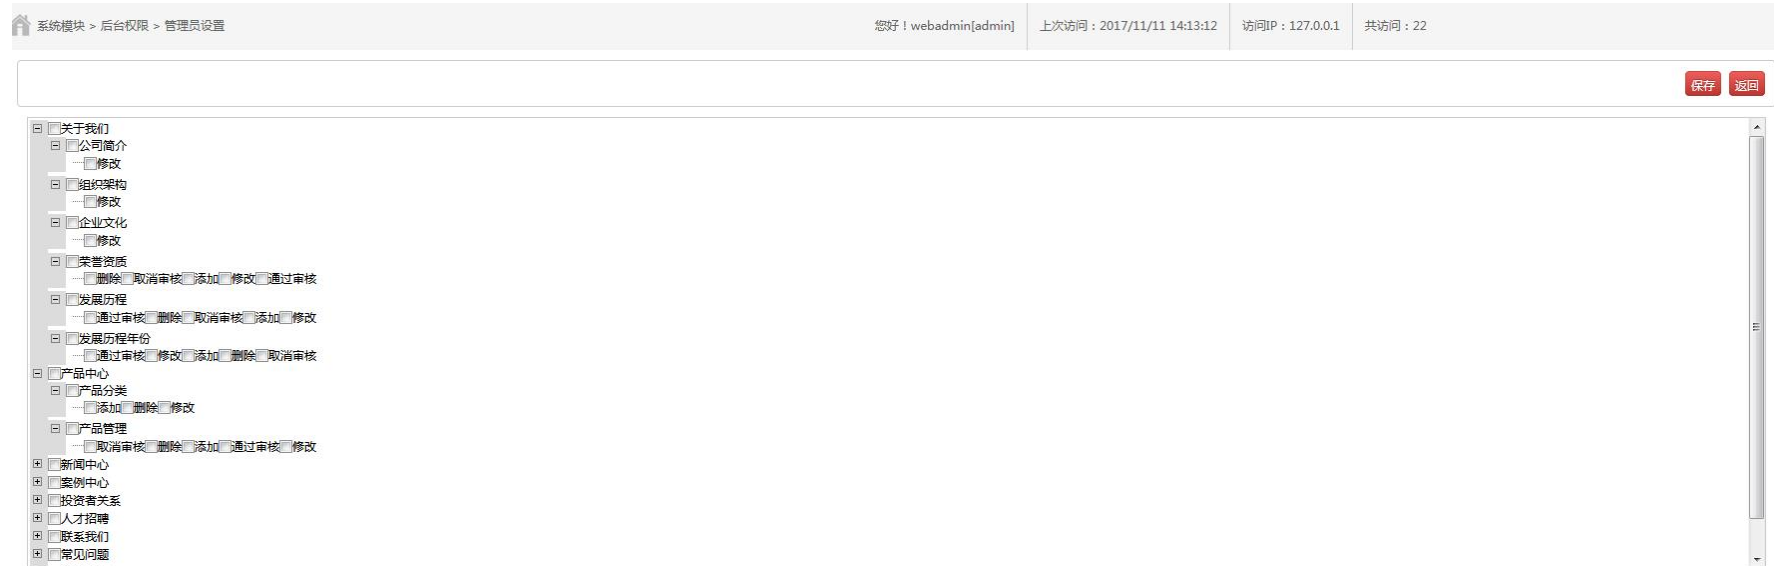 系统模块 > 后台权限 > 管理员设置 您好！webadmin[admin] 上次访问：2017/11/11 14:13:12 访问IP：127.0.0.1 共访问：22
保存 返回
关于我们
公司简介
修改
组织架构
修改
企业文化
修改
荣誉资质
删除 取消审核 添加 修改 通过审核
发展历程
通过审核 删除 取消审核 添加 修改
发展历程年份
通过审核 修改 添加 删除 取消审核
产品中心
产品分类
添加 删除 修改
产品管理
取消审核 删除 添加 通过审核 修改
新闻中心
案例中心
投资者关系
人才招聘
联系我们
常见问题